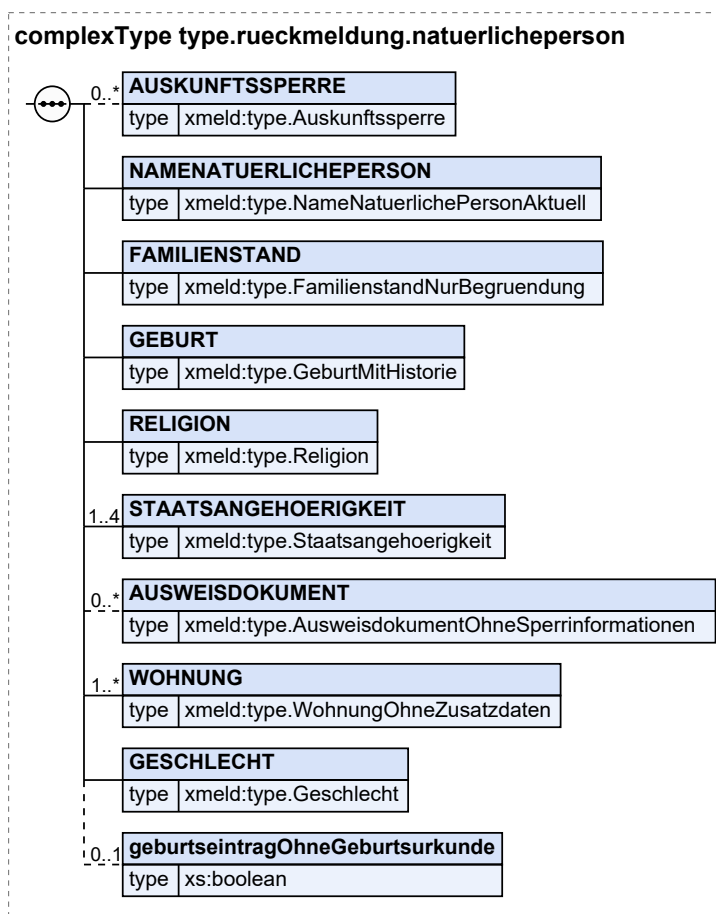 complexType type.rueckmeldung.natuerlicheperson
0..* AUSKUNFTSSPERRE
type xmeld:type.Auskunftssperre
NAMENATUERLICHEPERSON
type xmeld:type.NameNatuerlichePersonAktuell
FAMILIENSTAND
type xmeld:type.FamilienstandNurBegruendung
GEBURT
type xmeld:type.GeburtMitHistorie
RELIGION
type xmeld:type.Religion
1..4 STAATSANGEHOERIGKEIT
type xmeld:type.Staatsangehoerigkeit
0..* AUSWEISDOKUMENT
type xmeld:type.AusweisdokumentOhneSperrinformationen
1..* WOHNUNG
type xmeld:type.WohnungOhneZusatzdaten
GESCHLECHT
type xmeld:type.Geschlecht
0..1 geburtseintragOhneGeburtsurkunde
type xs:boolean